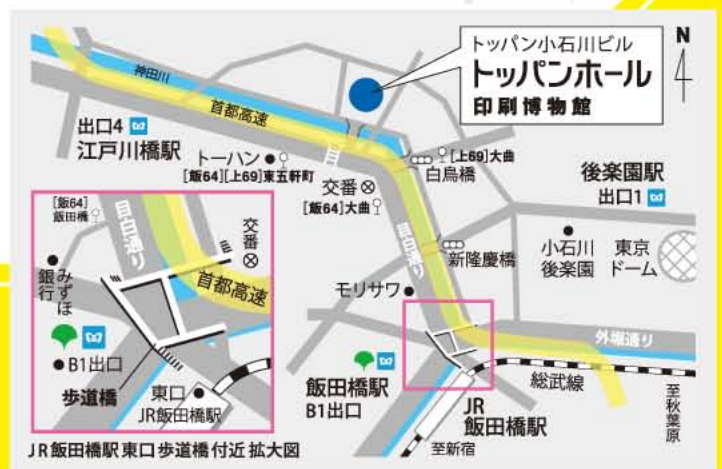 トッパン小石川ビル
トッパンホール
印刷博物館
N
神田川
首都高速
出口4
江戸川橋駅
トーハン
[飯64][上69]東五軒町
目
[上69]大曲
白鳥橋
交番
[飯64]大曲
後楽園駅
出口1
目白通り
新隆慶橋
小石川
後楽園
東京
ドーム
モリサワ
外堀通り
飯田橋駅
B1出口
JR
飯田橋駅
総武線
至秋葉原
至新宿
[飯64]
飯田橋
目白通り
交番
みずほ
銀行
首都高速
B1出口
歩道橋
東口
JR飯田橋駅
JR飯田橋駅東口歩道橋付近 拡大図